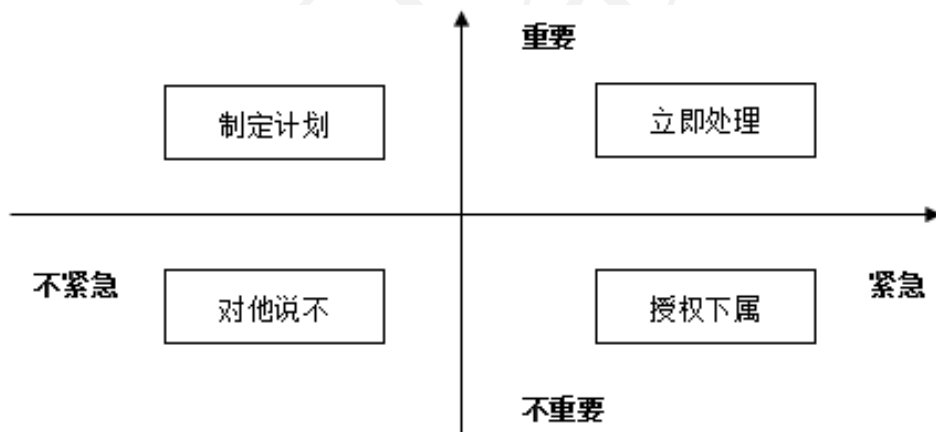 重要
制定计划
立即处理
不紧急
紧急
对他说不
授权下属
不重要